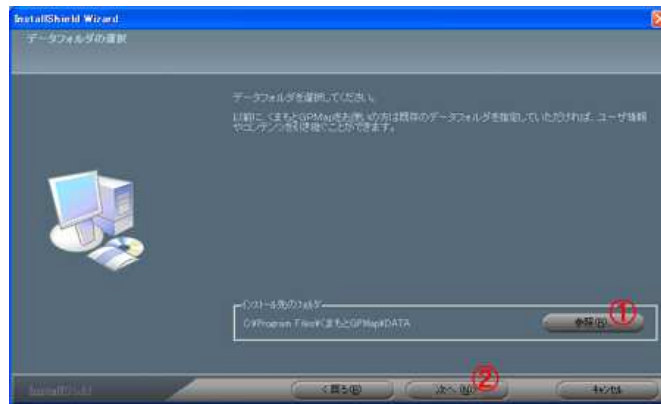 InstallShield Wizard
データフォルダの選択
データフォルダを選択してください。
以前に、くまもとGPMapをお使いの方は既存のデータフォルダを指定していただければ、ユーザ情報
やコンテンツを引き継ぐことができます。
インストール先のフォルダ
C:¥Program Files¥くまもとGPMap¥DATA
参照(R)
①
②
InstallShield
< 戻る(B)
次へ(N) >
キャンセル